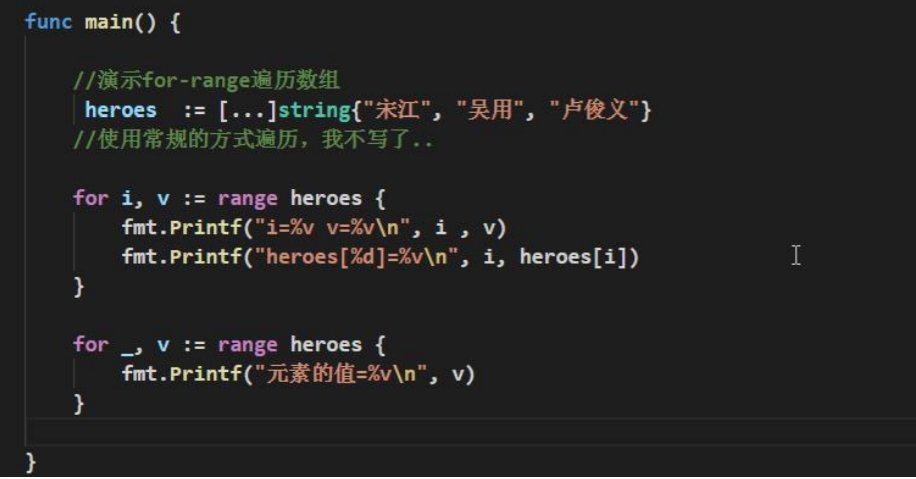 func main() {
//演示for-range遍历数组
heroes  := [...]string{"宋江", "吴用", "卢俊义"}
//使用常规的方式遍历，我不写了..
for i, v := range heroes {
fmt.Printf("i=%v v=%v\n", i , v)
fmt.Printf("heroes[%d]=%v\n", i, heroes[i])
}
for _, v := range heroes {
fmt.Printf("元素的值=%v\n", v)
}
}